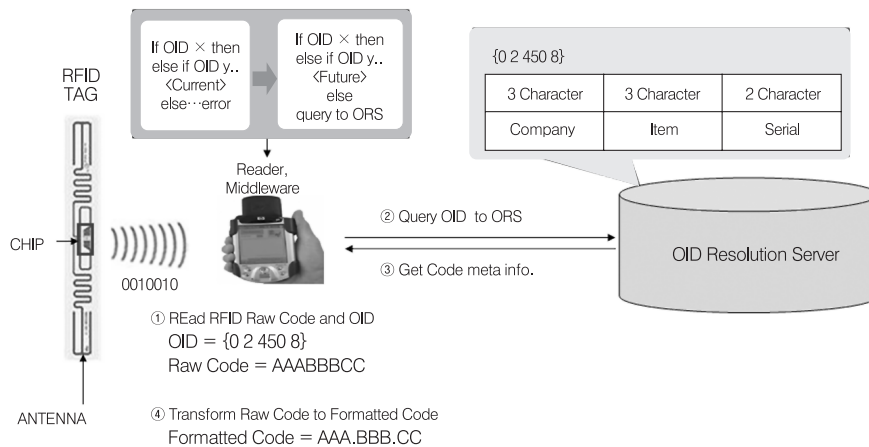 If OID × then
else if OID y..
〈Current〉
else…error
If OID × then
else if OID y..
〈Future〉
else
query to ORS
{0 2 450 8}
3 Character
3 Character
2 Character
Company
Item
Serial
RFID
TAG
Reader,
Middleware
② Query OID to ORS
③ Get Code meta info.
OID Resolution Server
CHIP
0010010
① REad RFID Raw Code and OID
OID = {0 2 450 8}
Raw Code = AAABBBCC
ANTENNA
④ Transform Raw Code to Formatted Code
Formatted Code = AAA.BBB.CC